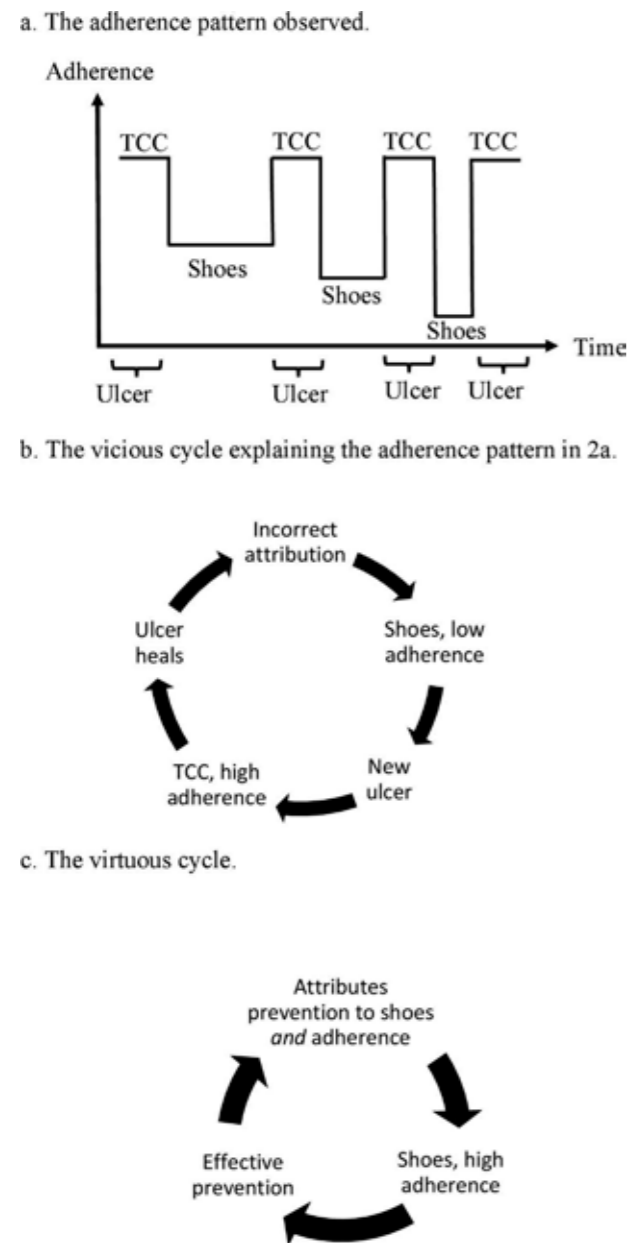 a. The adherence pattern observed.
Adherence
TCC TCC TCC TCC
Shoes
Shoes
Shoes
Time
Ulcer Ulcer Ulcer Ulcer
b. The vicious cycle explaining the adherence pattern in 2a.
Incorrect
attribution
Shoes, low
adherence
New
ulcer
TCC, high
adherence
Ulcer
heals
c. The virtuous cycle.
Attributes
prevention to shoes
and adherence
Shoes, high
adherence
Effective
prevention